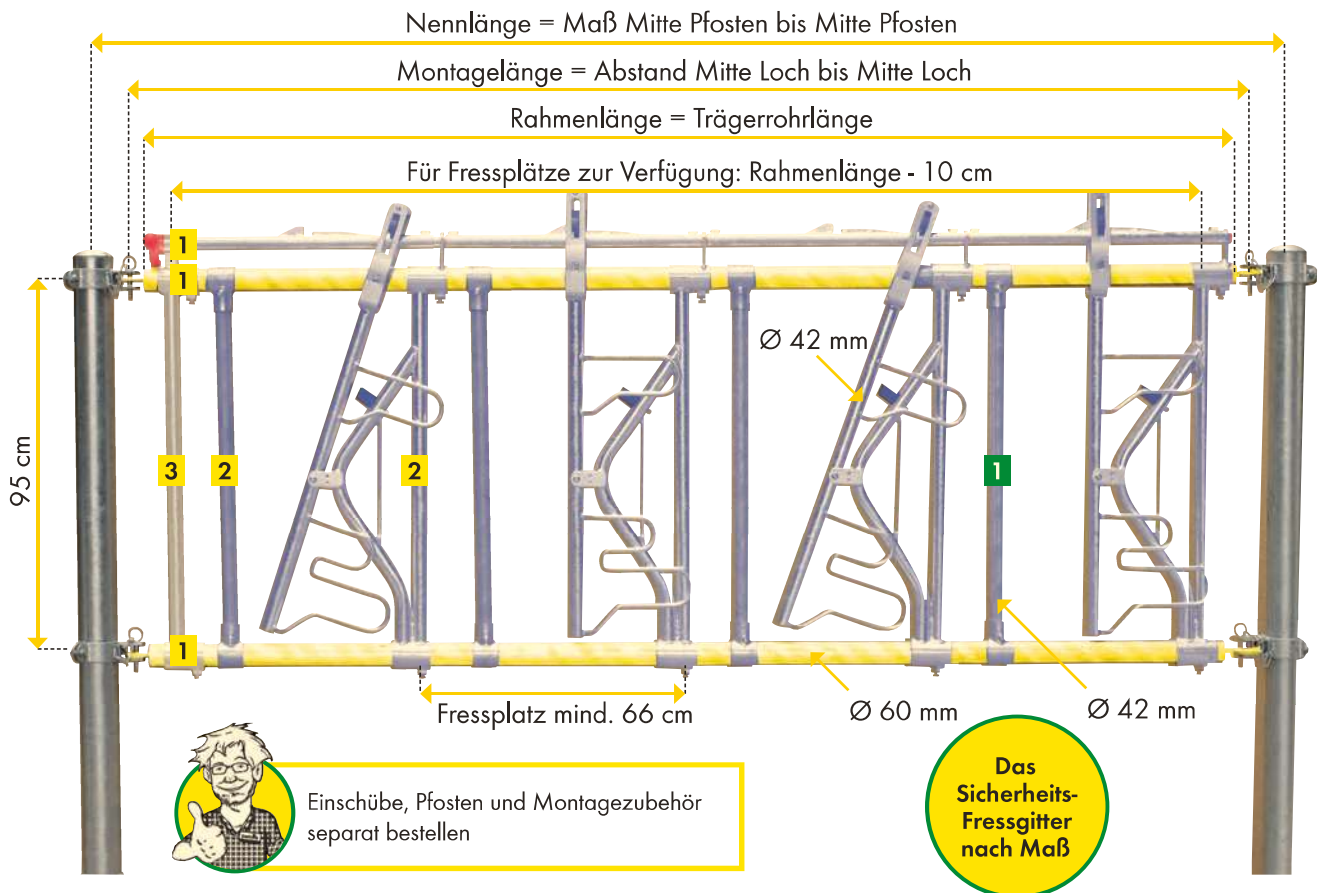 Nennlänge = Maß Mitte Pfosten bis Mitte Pfosten
Montagelänge = Abstand Mitte Loch bis Mitte Loch
Rahmenlänge = Trägerrohrlänge
Für Fressplätze zur Verfügung: Rahmenlänge - 10 cm
1
1
Ø 42 mm
95 cm
3
2
2
1
1
Fressplatz mind. 66 cm
Ø 60 mm
Ø 42 mm
Einschübe, Pfosten und Montagezubehör
separat bestellen
Das
Sicherheits-
Fressgitter
nach Maß